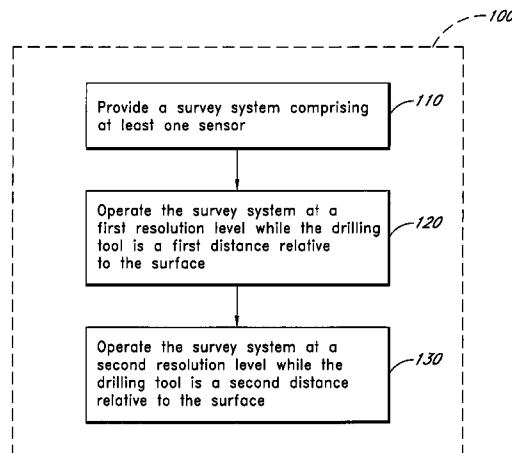 100
Provide a survey system comprising
at least one sensor
110
Operate the survey system at a
first resolution level while the drilling
tool is a first distance relative
to the surface
120
Operate the survey system at a
second resolution level while the
drilling tool is a second distance
relative to the surface
130